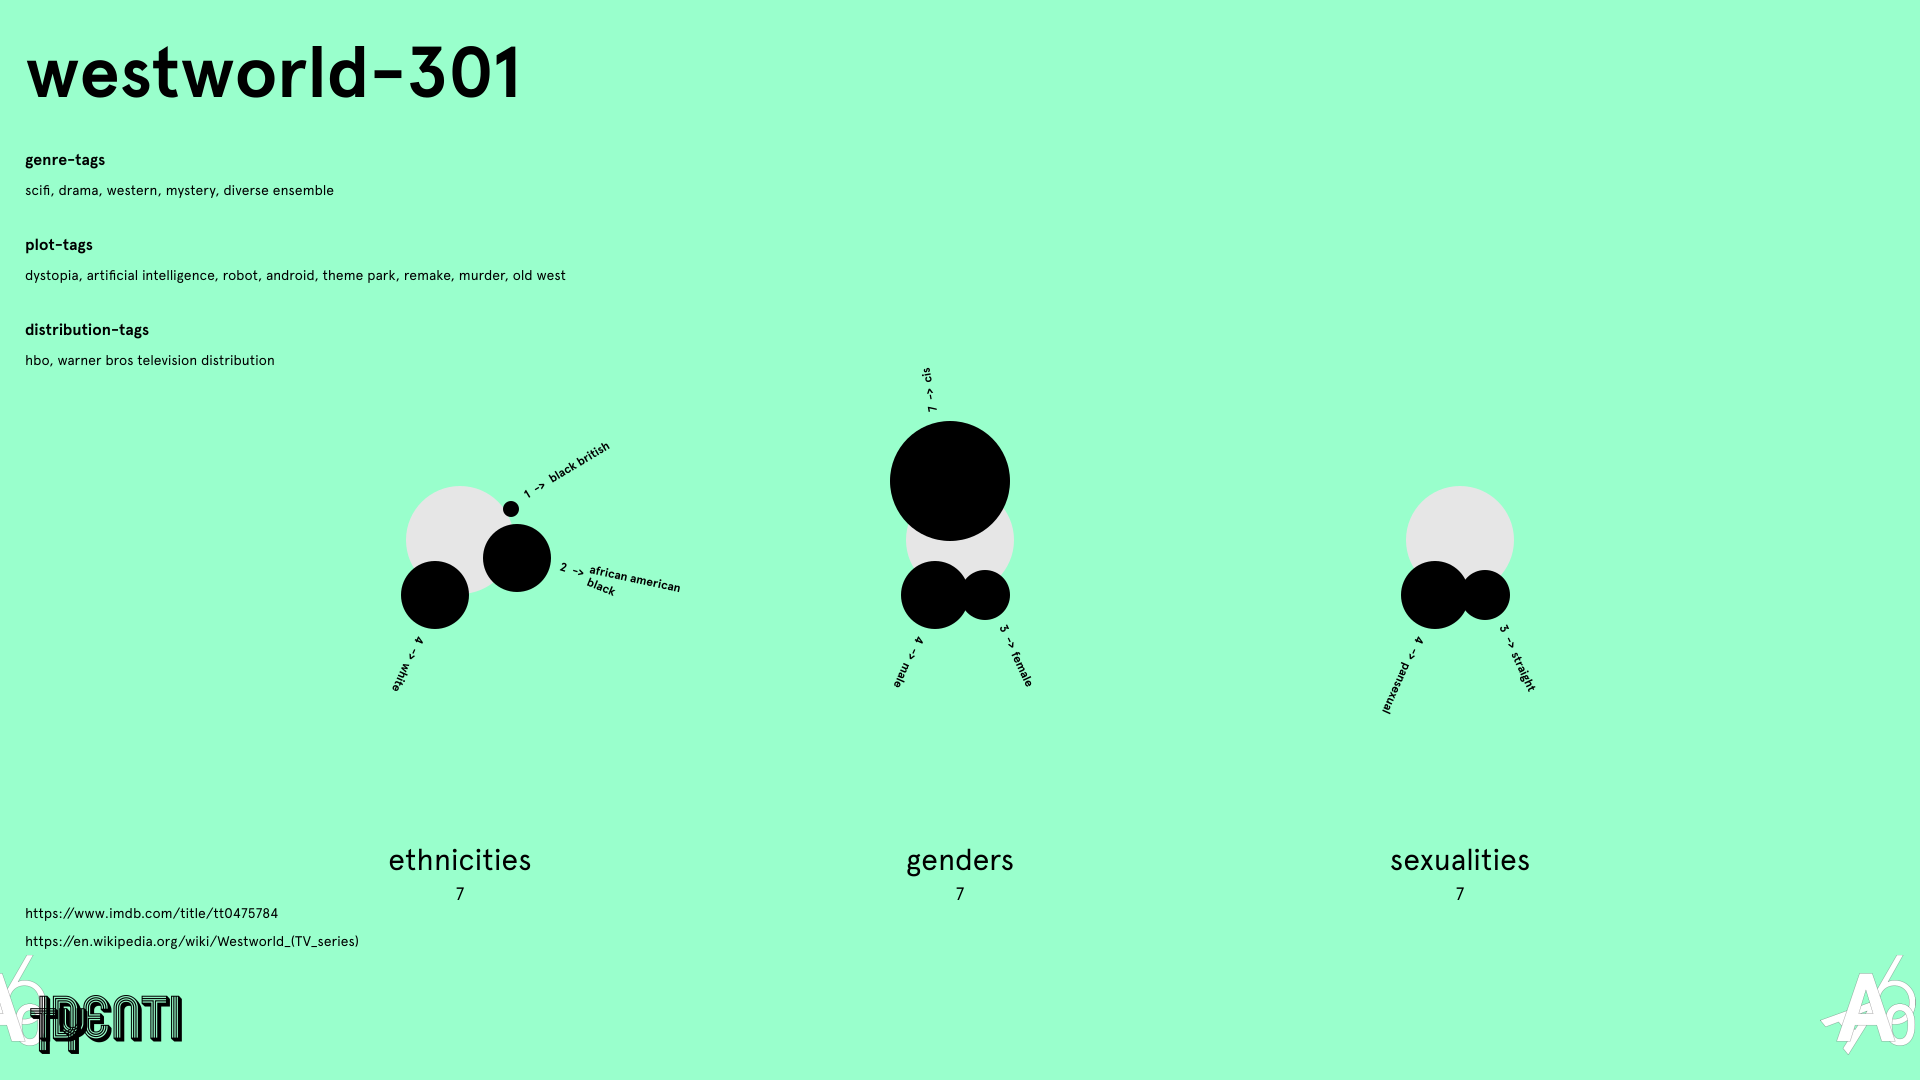 westworld-301
genre-tags
scifi, drama, western, mystery, diverse ensemble
plot-tags
dystopia, artificial intelligence, robot, android, theme park, remake, murder, old west
distribution-tags
hbo, warner bros television distribution
1 -> black british
2 -> african american
black
4 -> white
7 -> cis
4 -> male
3 -> female
4 -> pansexual
3 -> straight
ethnicities
7
genders
7
sexualities
7
https://www.imdb.com/title/tt0475784
https://en.wikipedia.org/wiki/Westworld_(TV_series)
IDENTI
TY